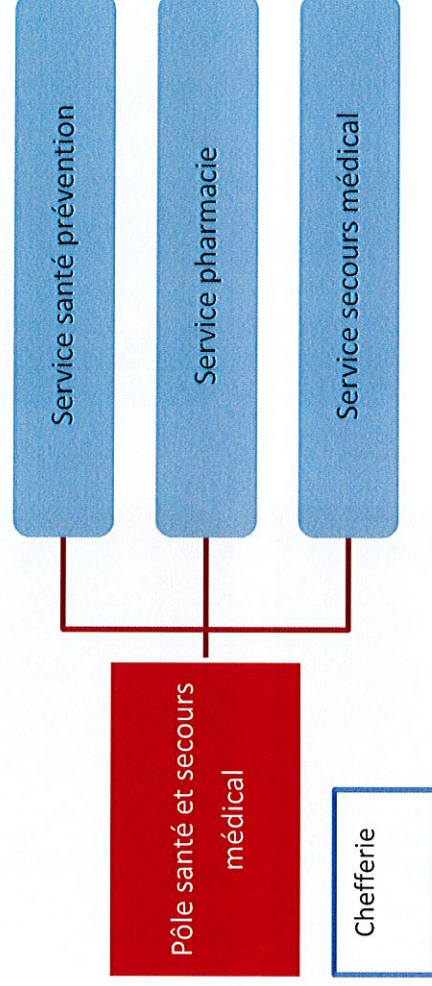 Pôle santé et secours
médical
Chefferie
Service santé prévention
Service pharmacie
Service secours médical